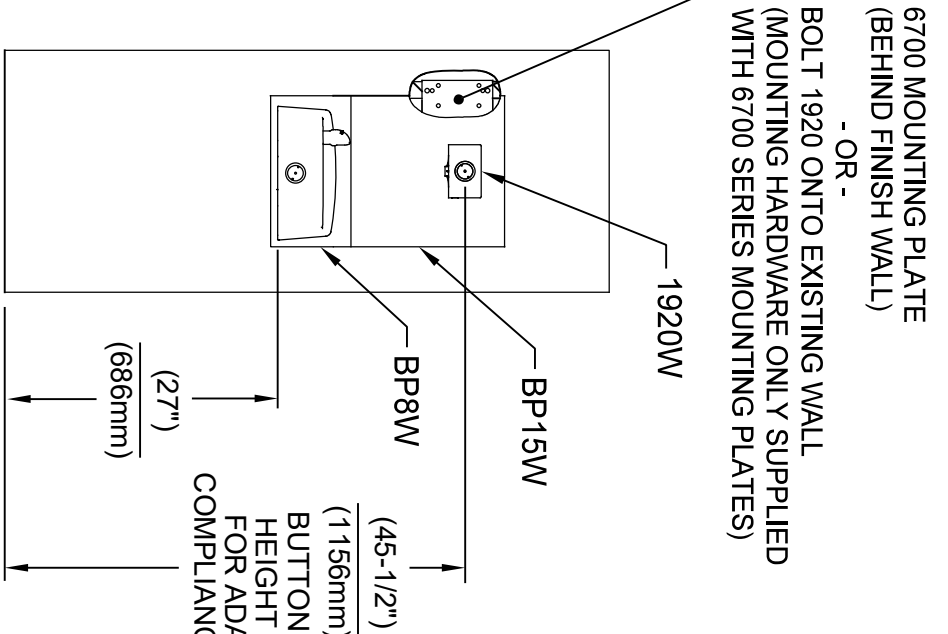 6700 MOUNTING PLATE
(BEHIND FINISH WALL)
- OR -
BOLT 1920 ONTO EXISTING WALL
(MOUNTING HARDWARE ONLY SUPPLIED
WITH 6700 SERIES MOUNTING PLATES)
1920W
BP15W
BP8W
(27")
(686mm)
(45-1/2")
(1156mm)
BUTTON
HEIGHT
FOR ADA